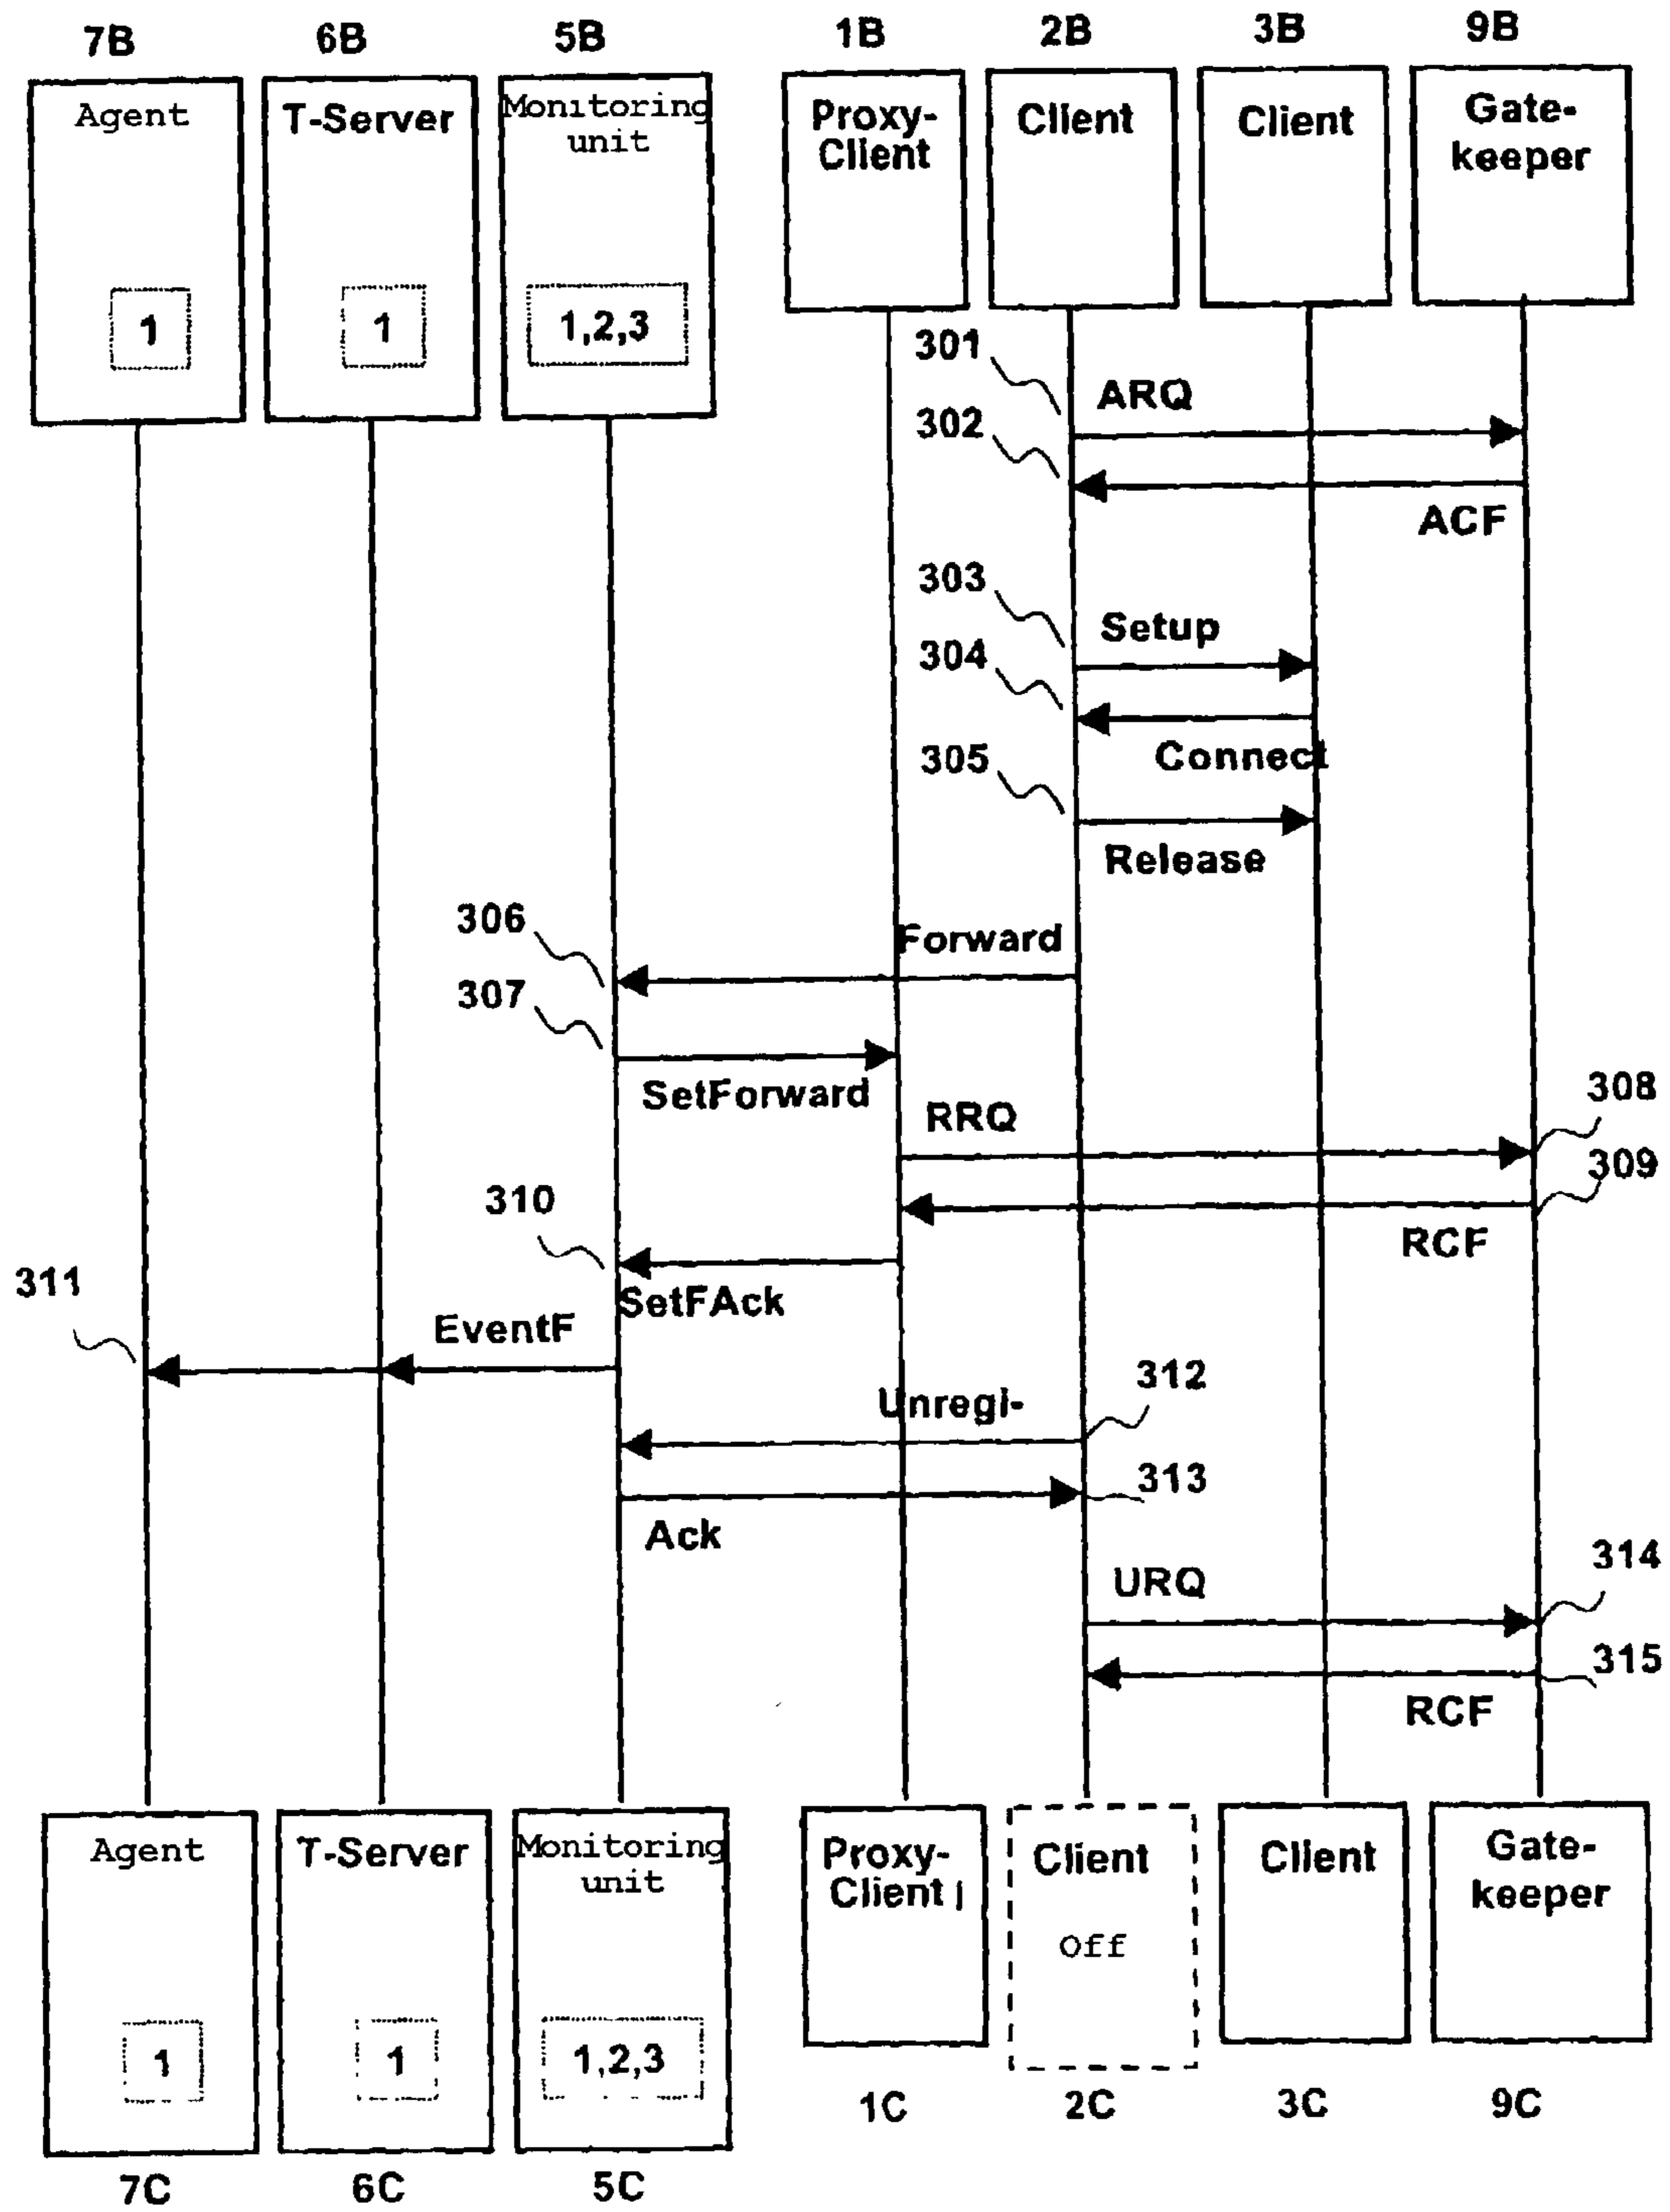 7B 6B 5B 1B 2B 3B 9B
Agent
T-Server
Monitoring
unit
Proxy-
Client
Client
Client
Gate-
keeper
1
1
1,2,3
301
ARQ
302
ACF
303
Setup
304
Connect
305
Release
306
Forward
307
SetForward
308
RRQ
309
RCF
310
SetFAck
311
EventF
312
Unregi-
313
Ack
314
URQ
315
RCF
Agent
T-Server
Monitoring
unit
Proxy-
Client
Client
Off
Client
Gate-
keeper
1
1
1,2,3
1C 2C 3C 9C
7C 6C 5C